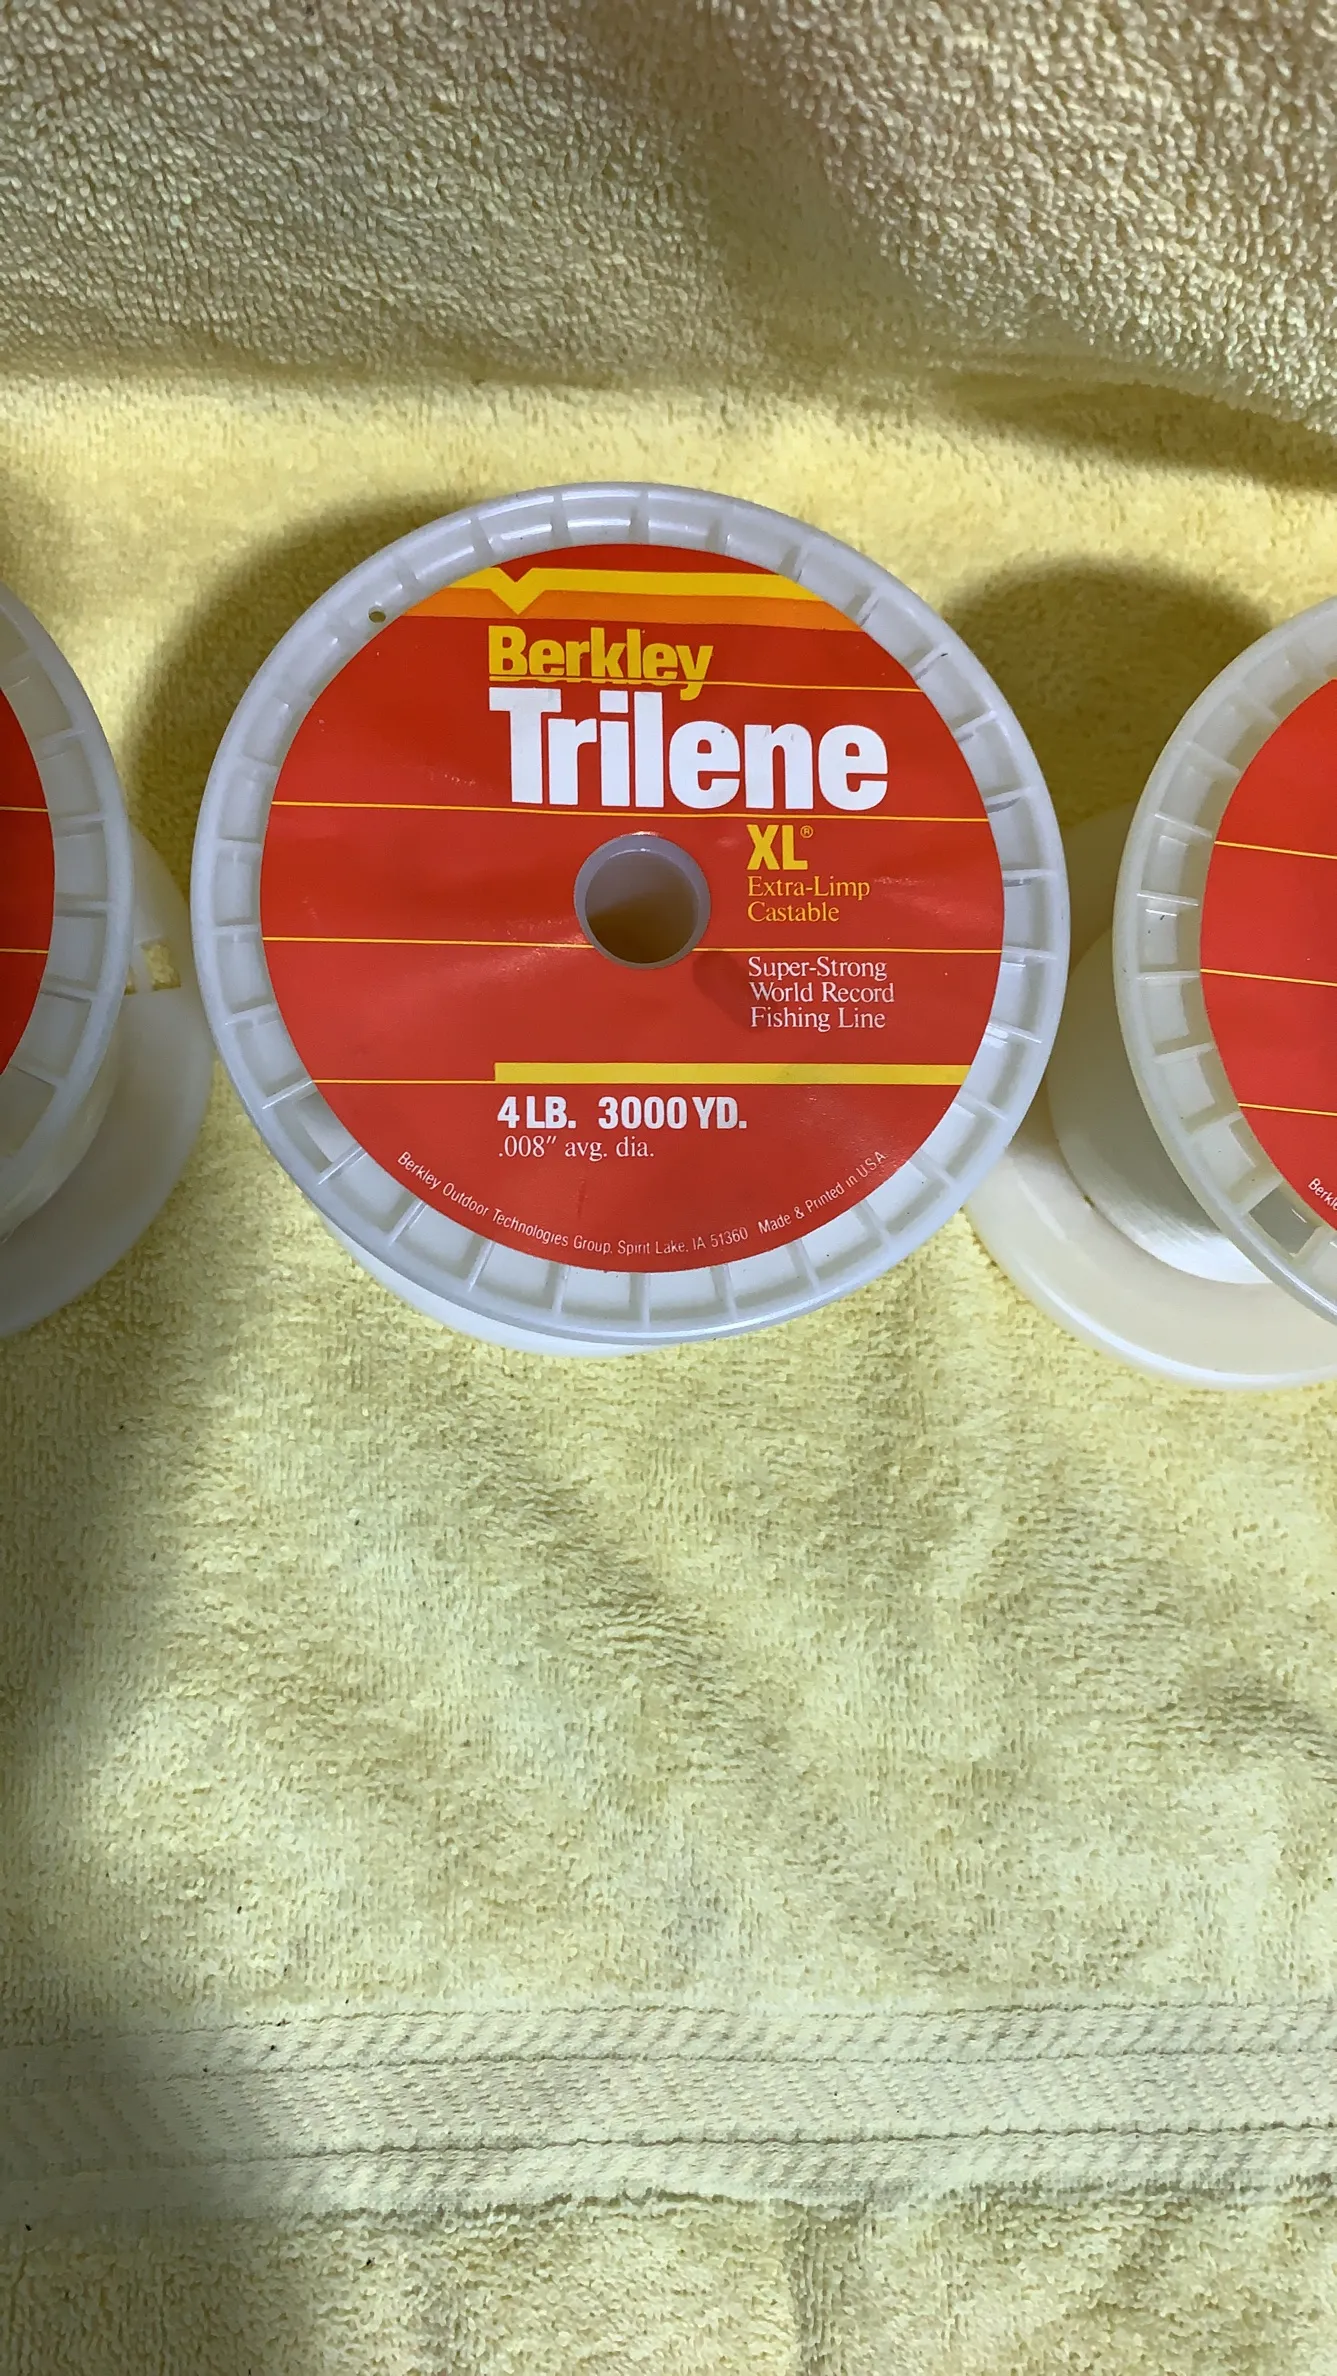 Berkley
Trilene
XL®
Extra-Limp
Castable
Super-Strong
World Record
Fishing Line
4 LB. 3000 YD.
.008" avg. dia.
Berkley Outdoor Technologies Group, Spirit Lake, IA 51360 Made & Printed in USA